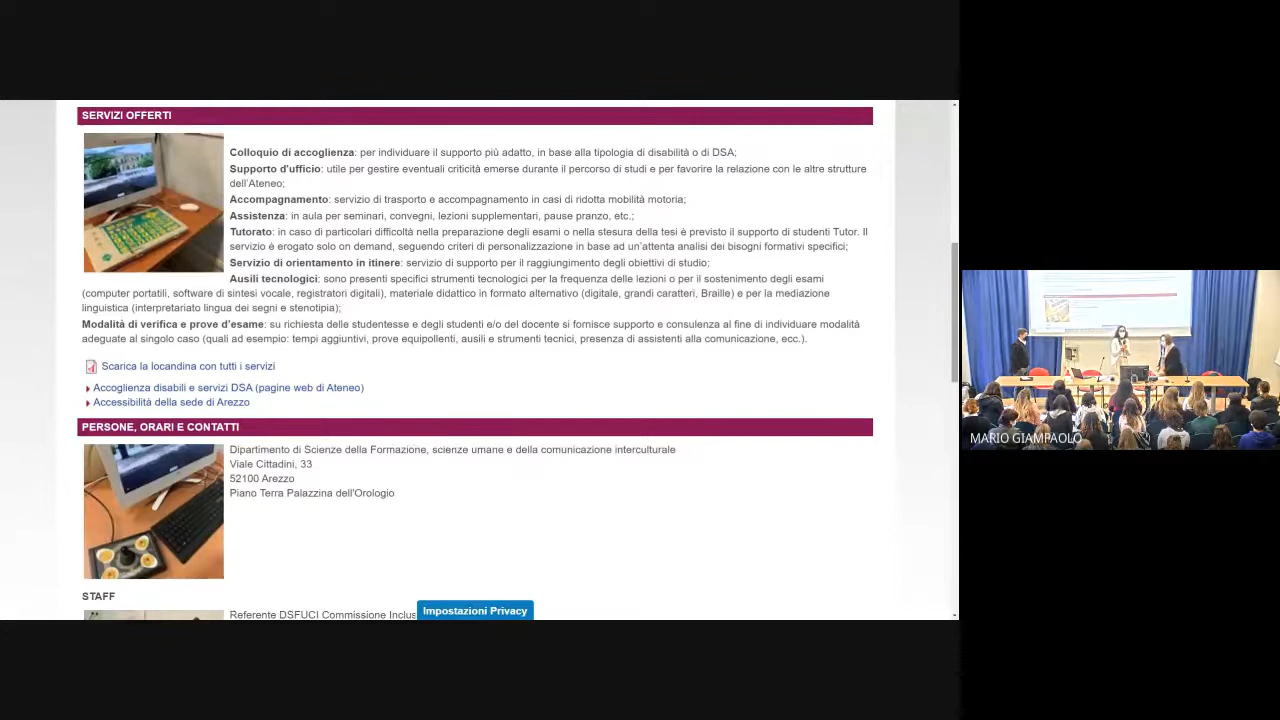 SERVIZI OFFERTI
Colloquio di accoglienza: per individuare il supporto più adatto, in base alla tipologia di disabilità o di DSA;
Supporto d'ufficio: utile per gestire eventuali criticità emerse durante il percorso di studi e per favorire la relazione con le altre strutture
dell'Ateneo;
Accompagnamento: servizio di trasporto e accompagnamento in casi di ridotta mobilità motoria;
Assistenza: in aula per seminari, convegni, lezioni supplementari, pause pranzo, etc.;
Tutorato: in caso di particolari difficoltà nella preparazione degli esami o nella stesura della tesi è previsto il supporto di studenti Tutor. Il
servizio è erogato solo on demand, seguendo criteri di personalizzazione in base ad un'attenta analisi dei bisogni formativi specifici;
Servizio di orientamento in itinere: servizio di supporto per il raggiungimento degli obiettivi di studio;
Ausili tecnologici: sono presenti specifici strumenti tecnologici per la frequenza delle lezioni o per il sostenimento degli esami
(computer portatili, software di sintesi vocale, registratori digitali), materiale didattico in formato alternativo (digitale, grandi caratteri, Braille) e per la mediazione
linguistica (interpretariato lingua dei segni e stenotipia);
Modalità di verifica e prove d'esame: su richiesta delle studentesse e degli studenti e/o del docente si fornisce supporto e consulenza al fine di individuare modalità
adeguate al singolo caso (quali ad esempio: tempi aggiuntivi, prove equipollenti, ausili e strumenti tecnici, presenza di assistenti alla comunicazione, ecc.).
Scarica la locandina con tutti i servizi
Accoglienza disabili e servizi DSA (pagine web di Ateneo)
Accessibilità della sede di Arezzo
PERSONE, ORARI E CONTATTI
Dipartimento di Scienze della Formazione, scienze umane e della comunicazione interculturale
Viale Cittadini, 33
52100 Arezzo
Piano Terra Palazzina dell'Orologio
STAFF
Referente DSFUCI Commissione Inclus
Impostazioni Privacy
MARIO GIAMPAOLO